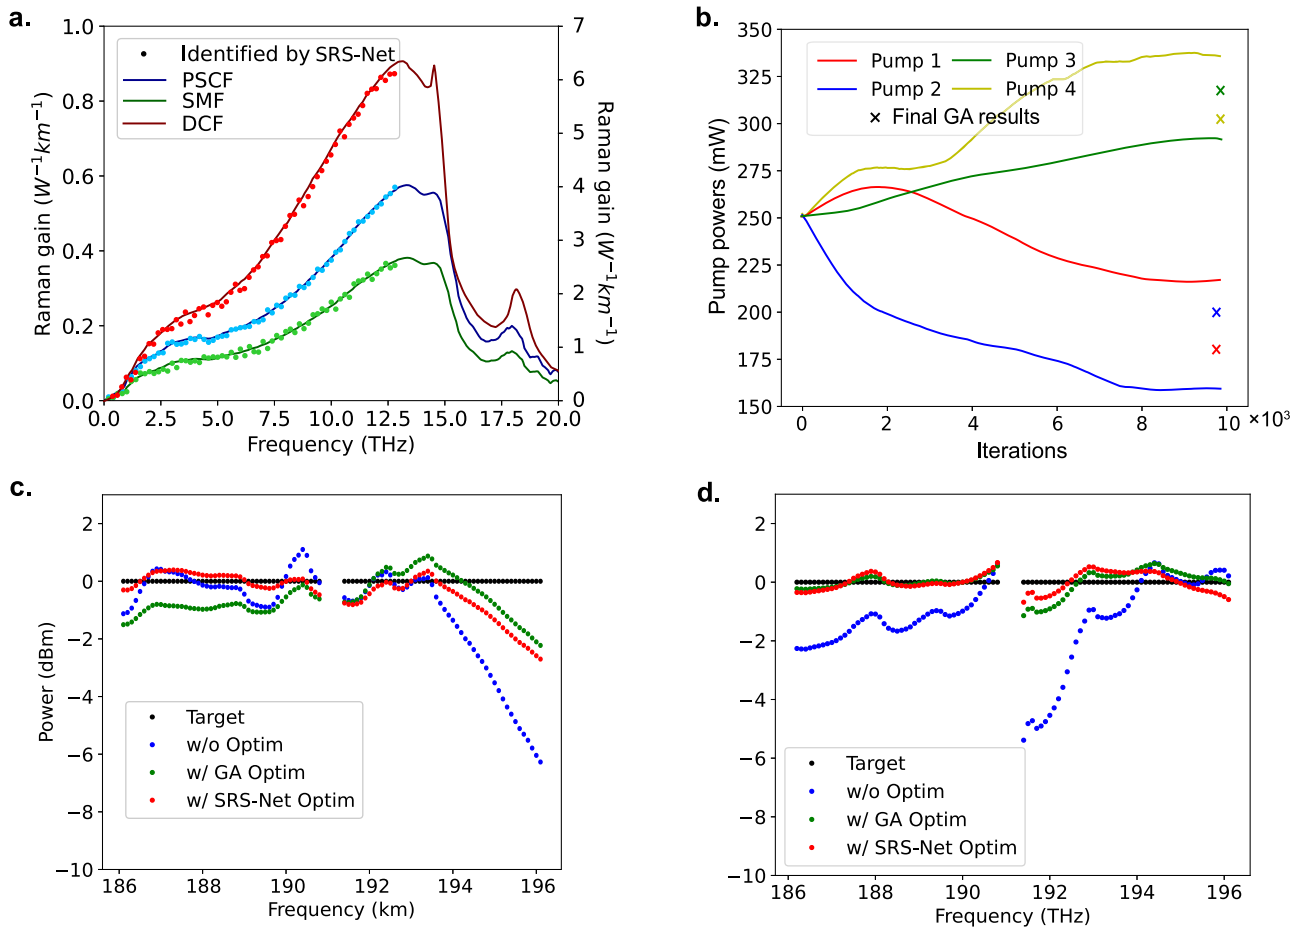 a.
1.0
0.8
0.6
0.4
0.2
0.0
Raman gain (W⁻¹km⁻¹)
Identified by SRS-Net
PSCF
SMF
DCF
7
6
5
4
3
2
1
0
Raman gain (W⁻¹km⁻¹)
0.0 2.5 5.0 7.5 10.0 12.5 15.0 17.5 20.0
Frequency (THz)
b.
350
325
300
275
250
225
200
175
150
Pump powers (mW)
Pump 1 Pump 3
Pump 2 Pump 4
Final GA results
0 2 4 6 8 10 ×10³
Iterations
c.
2
0
−2
−4
−6
−8
−10
Power (dBm)
Target
w/o Optim
w/ GA Optim
w/ SRS-Net Optim
186 188 190 192 194 196
Frequency (km)
d.
2
0
−2
−4
−6
−8
−10
Target
w/o Optim
w/ GA Optim
w/ SRS-Net Optim
186 188 190 192 194 196
Frequency (THz)